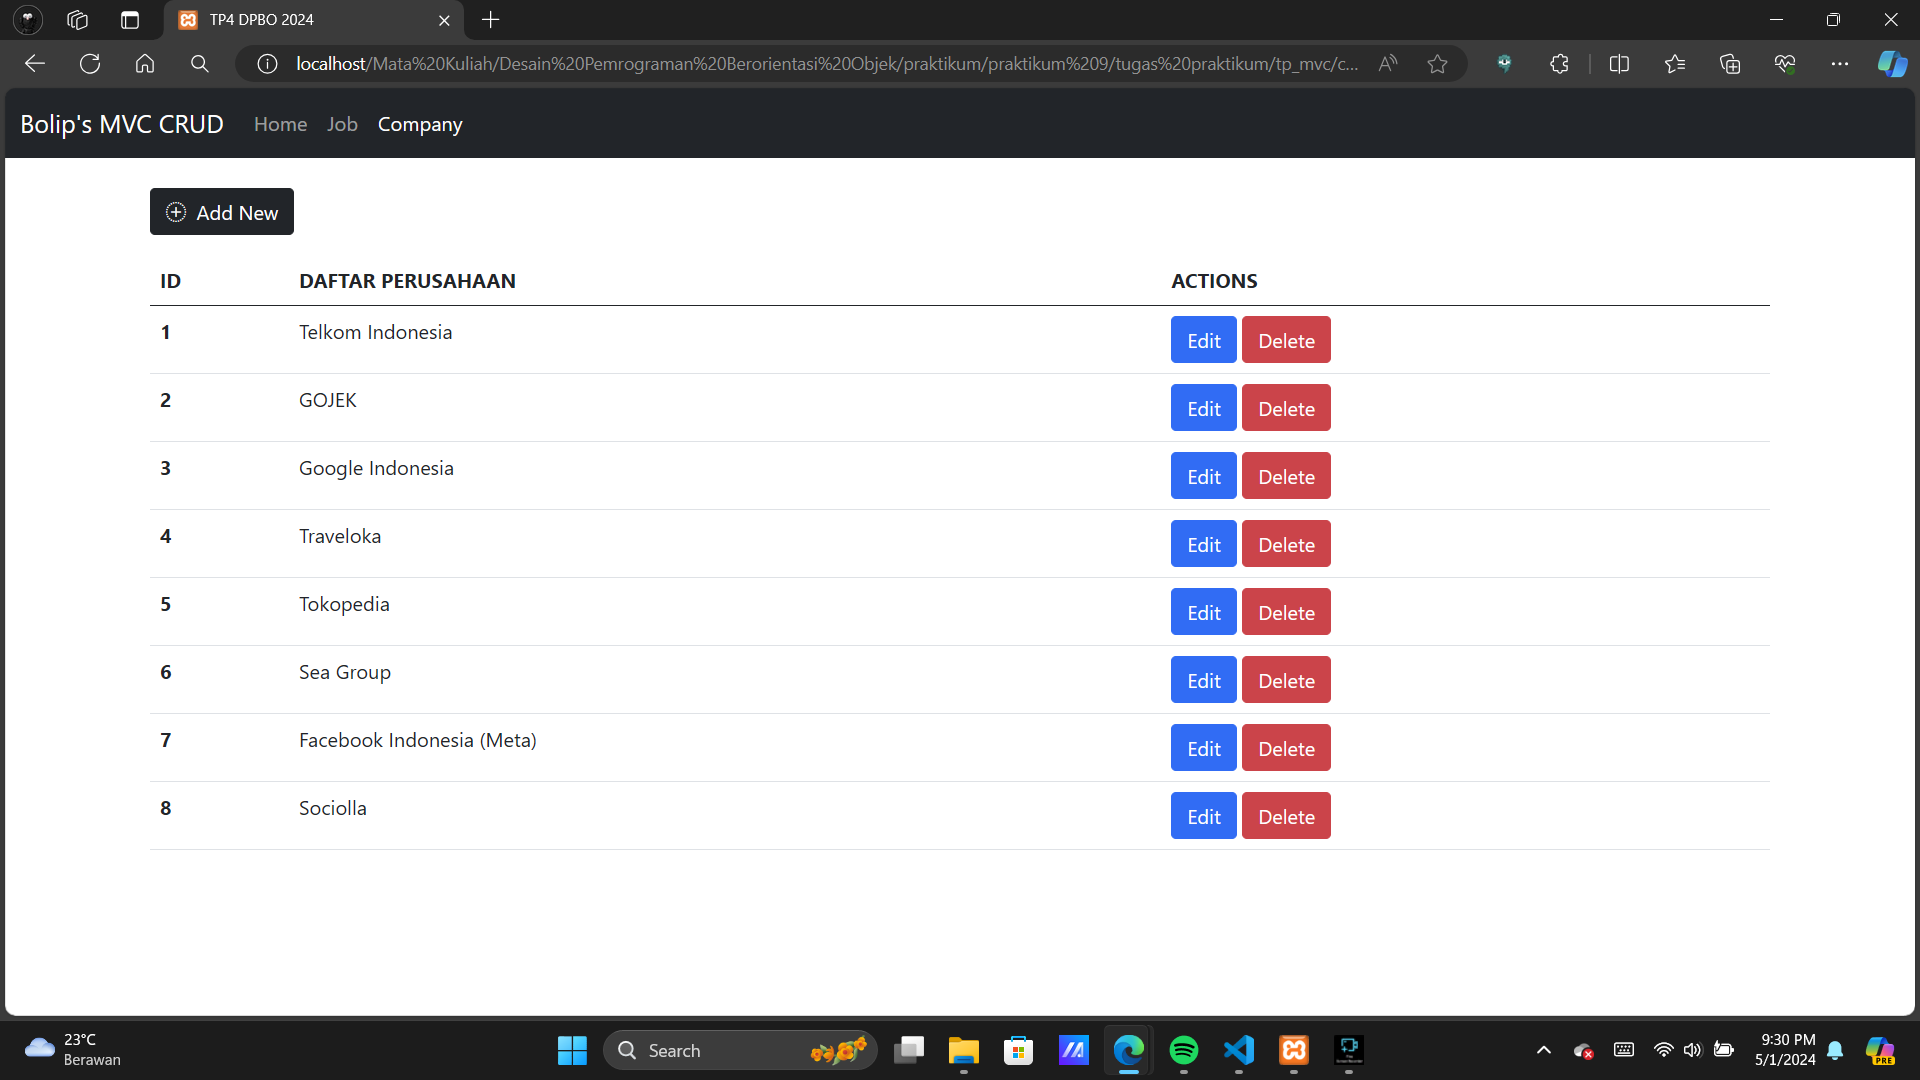 TP4 DPBO 2024
localhost/Mata%20Kuliah/Desain%20Pemrograman%20Berorientasi%20Objek/praktikum/praktikum%209/tugas%20praktikum/tp_mvc/c...
Bolip's MVC CRUD Home Job Company
Add New
ID DAFTAR PERUSAHAAN ACTIONS
1 Telkom Indonesia Edit Delete
2 GOJEK Edit Delete
3 Google Indonesia Edit Delete
4 Traveloka Edit Delete
5 Tokopedia Edit Delete
6 Sea Group Edit Delete
7 Facebook Indonesia (Meta) Edit Delete
8 Sociolla Edit Delete
23°C
Berawan
Search
9:30 PM
5/1/2024
PRE